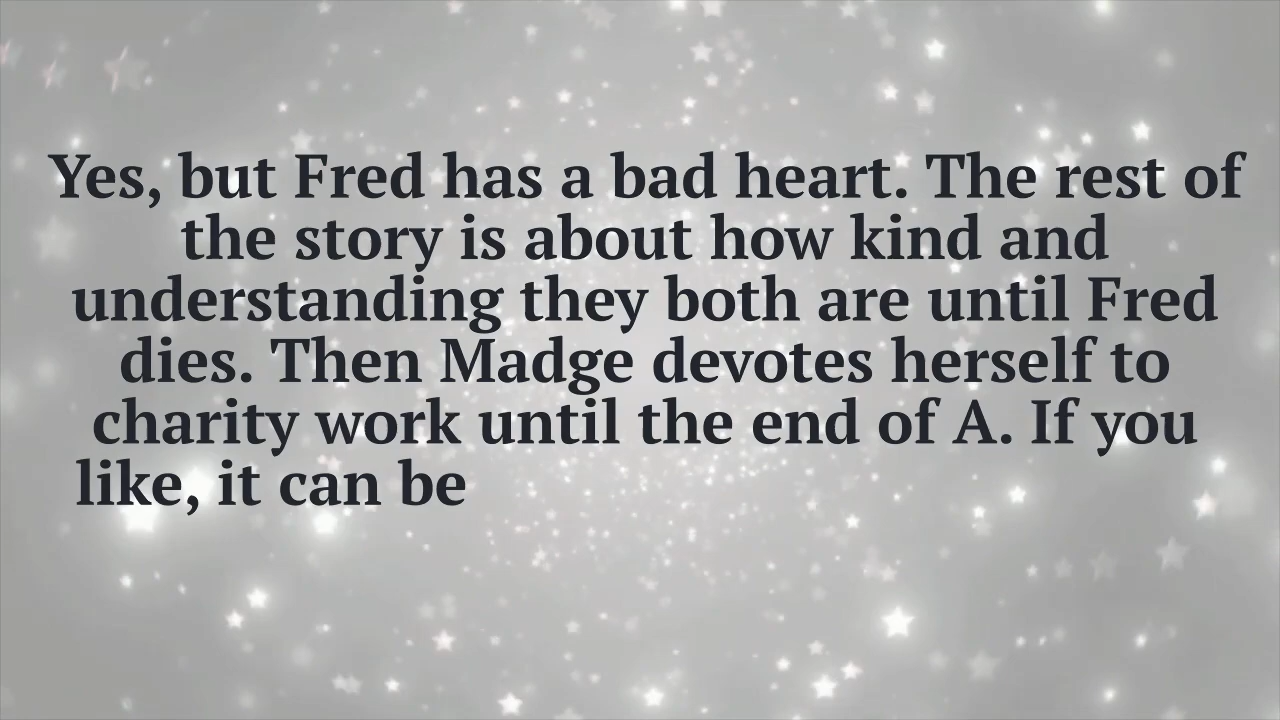 Yes, but Fred has a bad heart. The rest of
the story is about how kind and
understanding they both are until Fred
dies. Then Madge devotes herself to
charity work until the end of A. If you
like, it can be